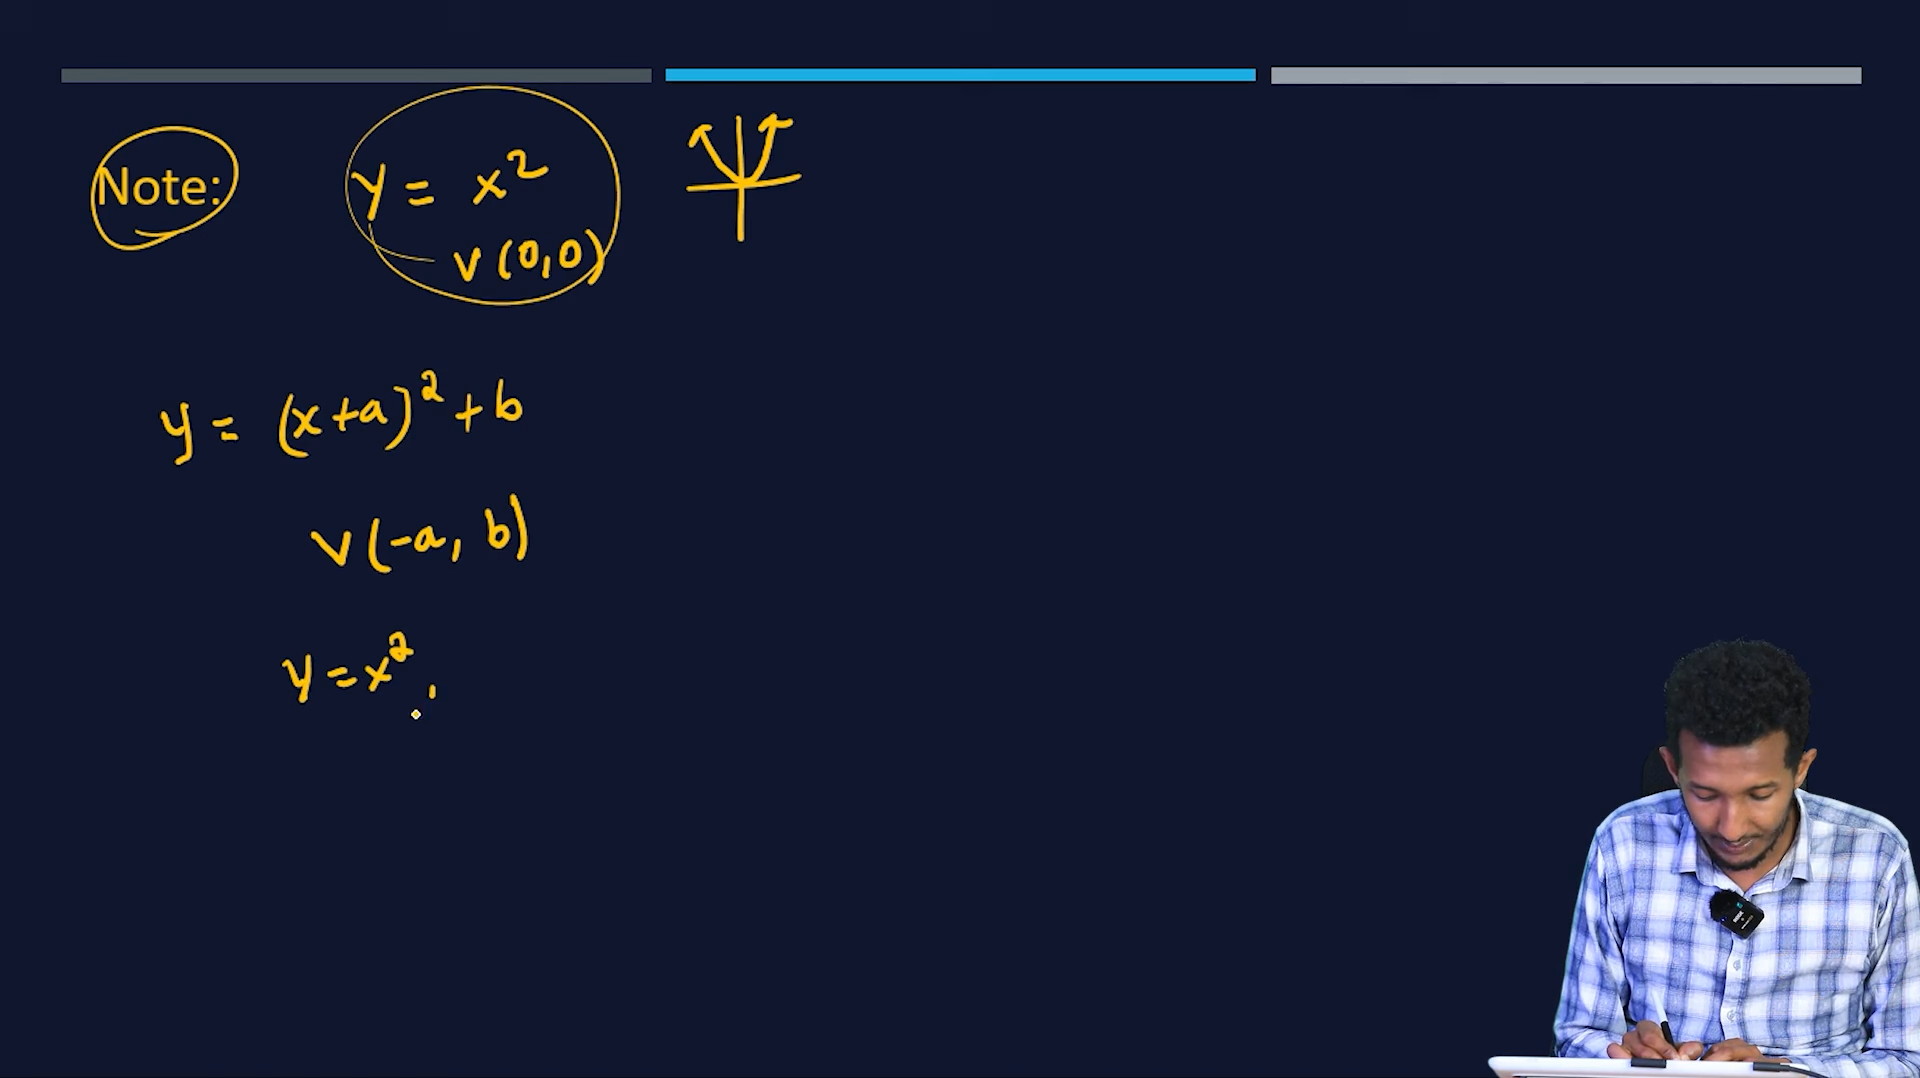 Note: y = x²
v (0,0)
y = (x+a)² + b
v (-a, b)
y = x²,